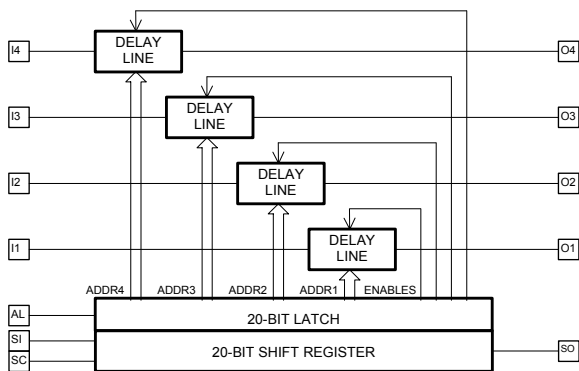 DELAY
LINE
I4
O4
DELAY
LINE
I3
O3
DELAY
LINE
I2
O2
DELAY
LINE
I1
O1
ADDR4 ADDR3 ADDR2 ADDR1 ENABLES
AL
20-BIT LATCH
SI
20-BIT SHIFT REGISTER
SO
SC